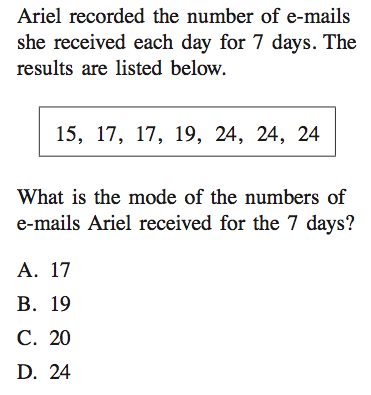 Ariel recorded the number of e-mails
she received each day for 7 days. The
results are listed below.
15, 17, 17, 19, 24, 24, 24
What is the mode of the numbers of
e-mails Ariel received for the 7 days?
A. 17
B. 19
C. 20
D. 24